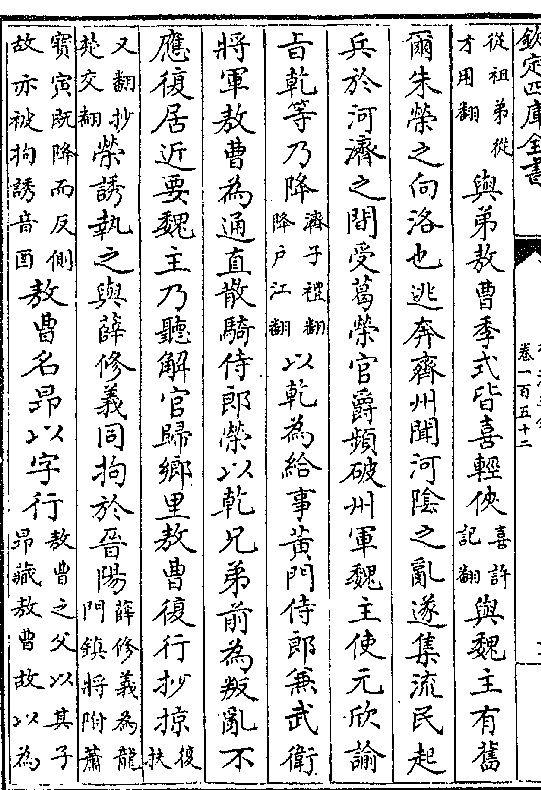 欽定四庫全書
卷一百五十二
從祖弟從才用翻與弟敖曹季式皆喜輕俠喜許記翻與魏主有舊
爾朱榮之向洛也逃奔齊州聞河陰之亂遂集流民起
兵於河濟之間受葛榮官爵頻破州軍魏主使元欣諭
旨乾等乃降濟子禮翻降户江翻以乾為給事黃門侍郎兼武衛
將軍敖曹為通直散騎侍郎榮以乾兄弟前為叛亂不
應復居近要魏主乃聽解官歸鄉里敖曹復行抄掠復扶
又翻抄楚交翻榮誘執之與薛修義同拘於晉陽薛修義為龍門鎮將附蕭
寶寅既降而反側故亦被拘誘音酉敖曹名昂以字行敖曹之父以其子昂藏敖曹故以為